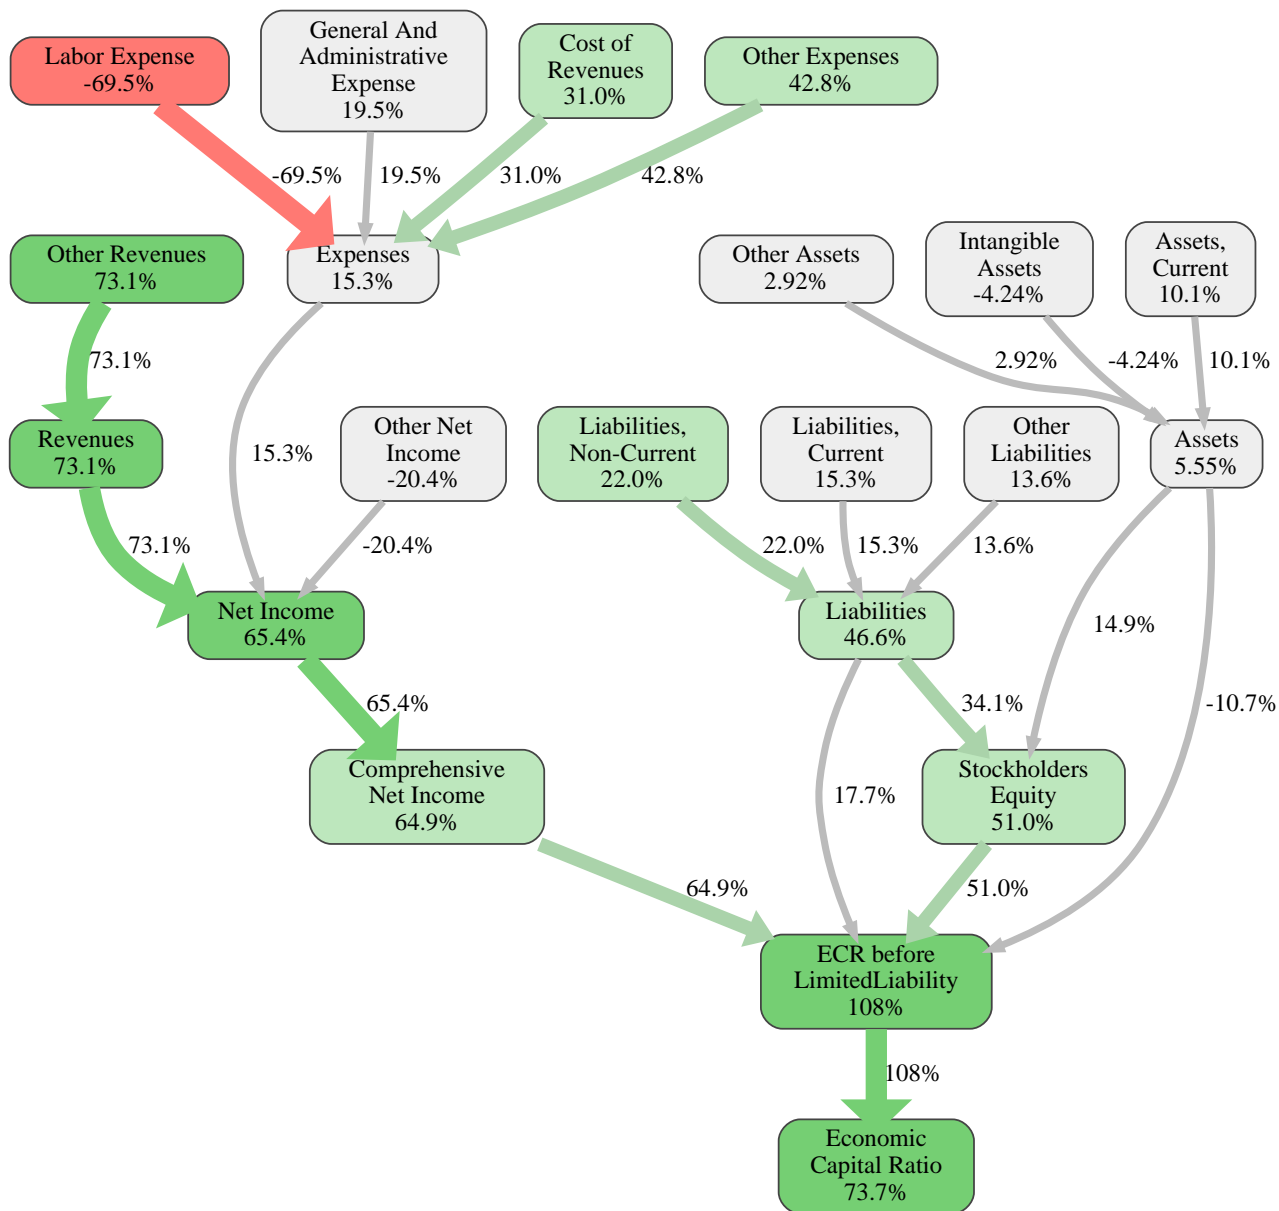 Labor Expense
-69.5%
General And
Administrative
Expense
19.5%
Cost of
Revenues
31.0%
Other Expenses
42.8%
-69.5%
19.5%
31.0%
42.8%
Other Revenues
73.1%
Expenses
15.3%
Other Assets
2.92%
Intangible
Assets
-4.24%
Assets,
Current
10.1%
73.1%
2.92%
-4.24%
10.1%
Revenues
73.1%
15.3%
Other Net
Income
-20.4%
Liabilities,
Non-Current
22.0%
Liabilities,
Current
15.3%
Other
Liabilities
13.6%
Assets
5.55%
73.1%
-20.4%
22.0%
15.3%
13.6%
Net Income
65.4%
Liabilities
46.6%
14.9%
65.4%
34.1%
-10.7%
Comprehensive
Net Income
64.9%
17.7%
Stockholders
Equity
51.0%
64.9%
51.0%
ECR before
LimitedLiability
108%
108%
Economic
Capital Ratio
73.7%